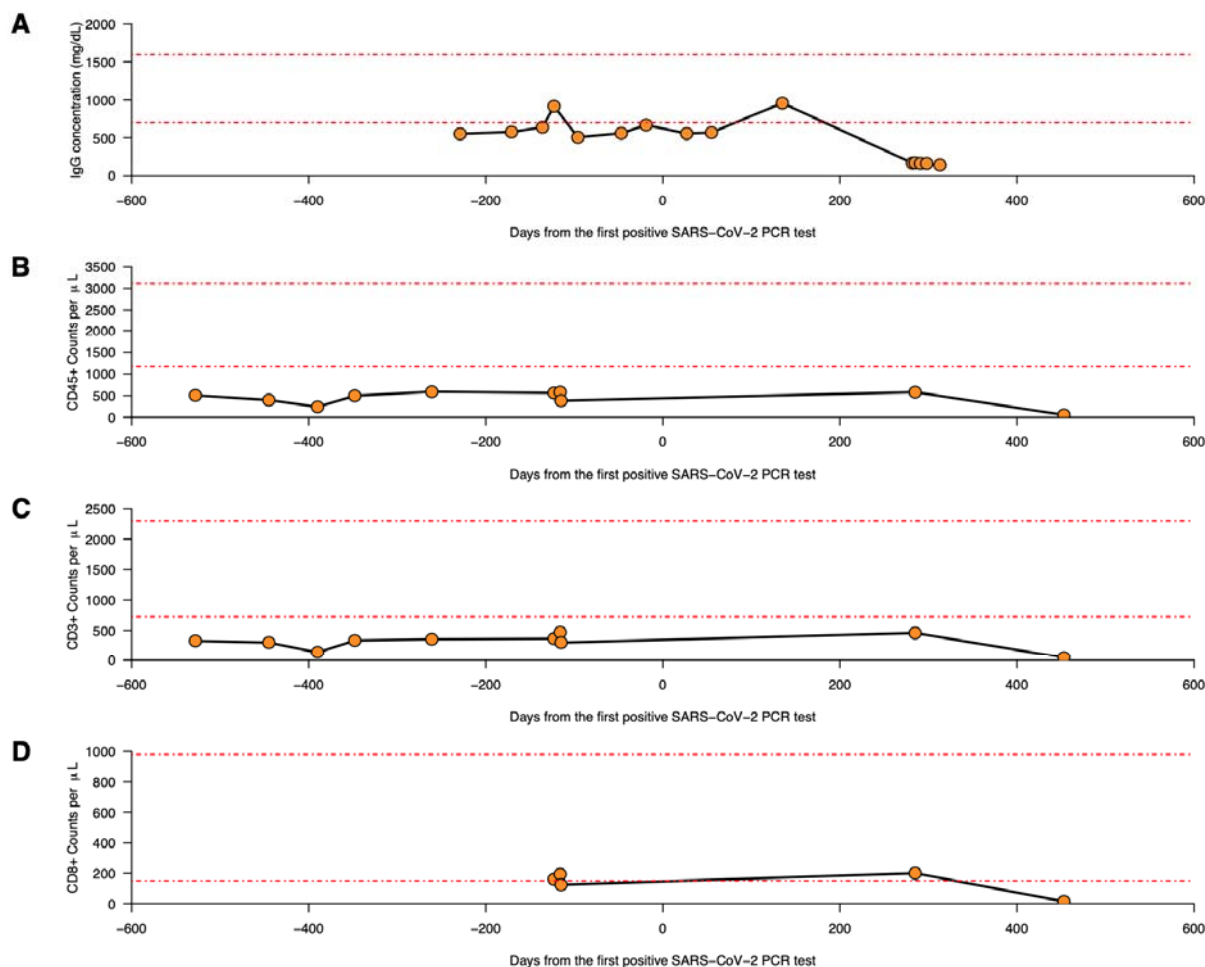 A
IgG concentration (mg/dL)
2000
1500
1000
500
0
−600 −400 −200 0 200 400 600
Days from the first positive SARS−CoV−2 PCR test
B
CD45+ Counts per μ L
3500
3000
2500
2000
1500
1000
500
0
−600 −400 −200 0 200 400 600
Days from the first positive SARS−CoV−2 PCR test
C
CD3+ Counts per μ L
2500
2000
1500
1000
500
0
−600 −400 −200 0 200 400 600
Days from the first positive SARS−CoV−2 PCR test
D
CD8+ Counts per μ L
1000
800
600
400
200
0
−600 −400 −200 0 200 400 600
Days from the first positive SARS−CoV−2 PCR test